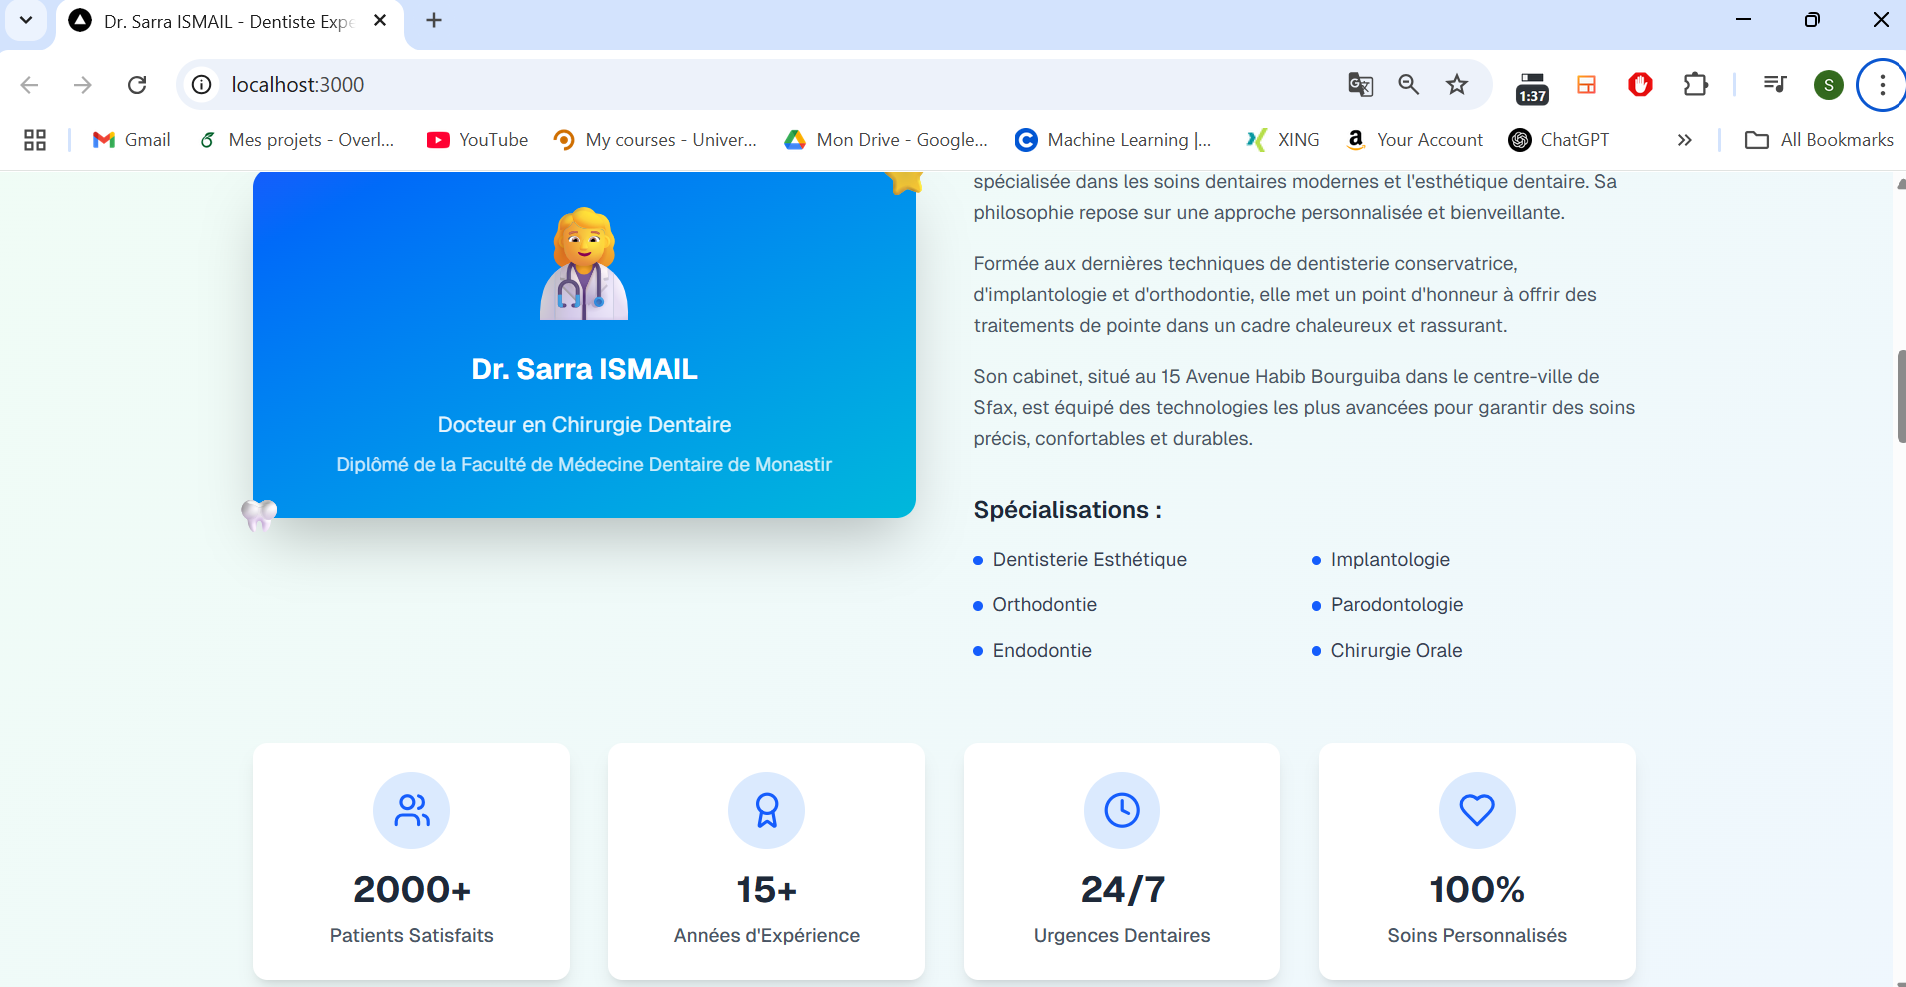 Dr. Sarra ISMAIL - Dentiste Expe
localhost:3000
1:37
S
Gmail
Mes projets - Overl...
YouTube
My courses - Univer...
Mon Drive - Google...
Machine Learning |...
XING
Your Account
ChatGPT
All Bookmarks
Dr. Sarra ISMAIL
Docteur en Chirurgie Dentaire
Diplômé de la Faculté de Médecine Dentaire de Monastir
spécialisée dans les soins dentaires modernes et l'esthétique dentaire. Sa
philosophie repose sur une approche personnalisée et bienveillante.
Formée aux dernières techniques de dentisterie conservatrice,
d'implantologie et d'orthodontie, elle met un point d'honneur à offrir des
traitements de pointe dans un cadre chaleureux et rassurant.
Son cabinet, situé au 15 Avenue Habib Bourguiba dans le centre-ville de
Sfax, est équipé des technologies les plus avancées pour garantir des soins
précis, confortables et durables.
Spécialisations :
Dentisterie Esthétique
Implantologie
Orthodontie
Parodontologie
Endodontie
Chirurgie Orale
2000+
Patients Satisfaits
15+
Années d'Expérience
24/7
Urgences Dentaires
100%
Soins Personnalisés